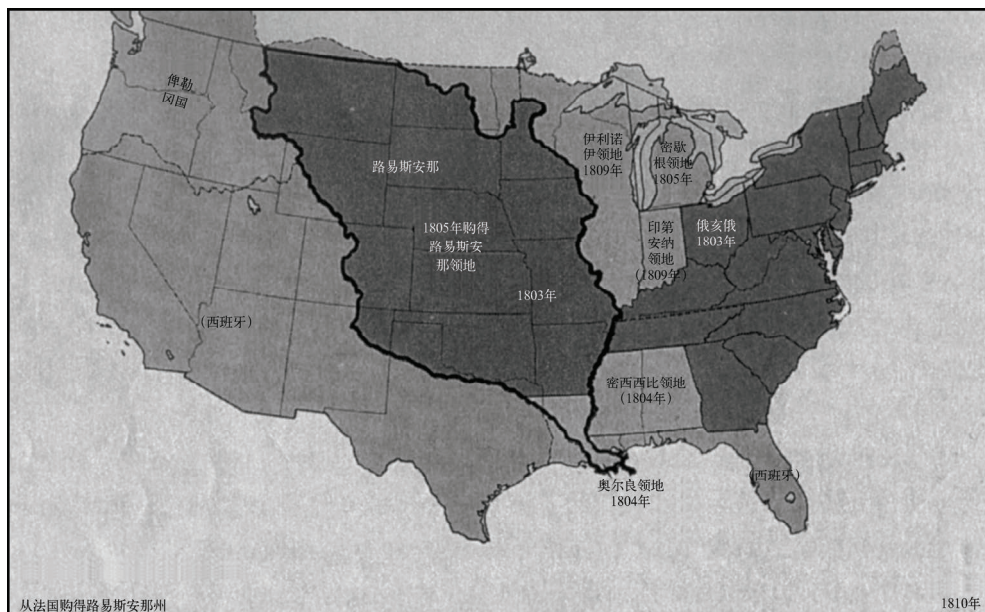 俾勒
冈国
伊利诺
伊领地
1809年
密歇
根领地
1805年
路易斯安那
1805年购得
路易斯安
那领地
印第
安纳
领地
(1809年)
俄亥俄
1803年
1803年
(西班牙)
密西西比领地
(1804年)
(西班牙)
奥尔良领地
1804年
从法国购得路易斯安那州
1810年